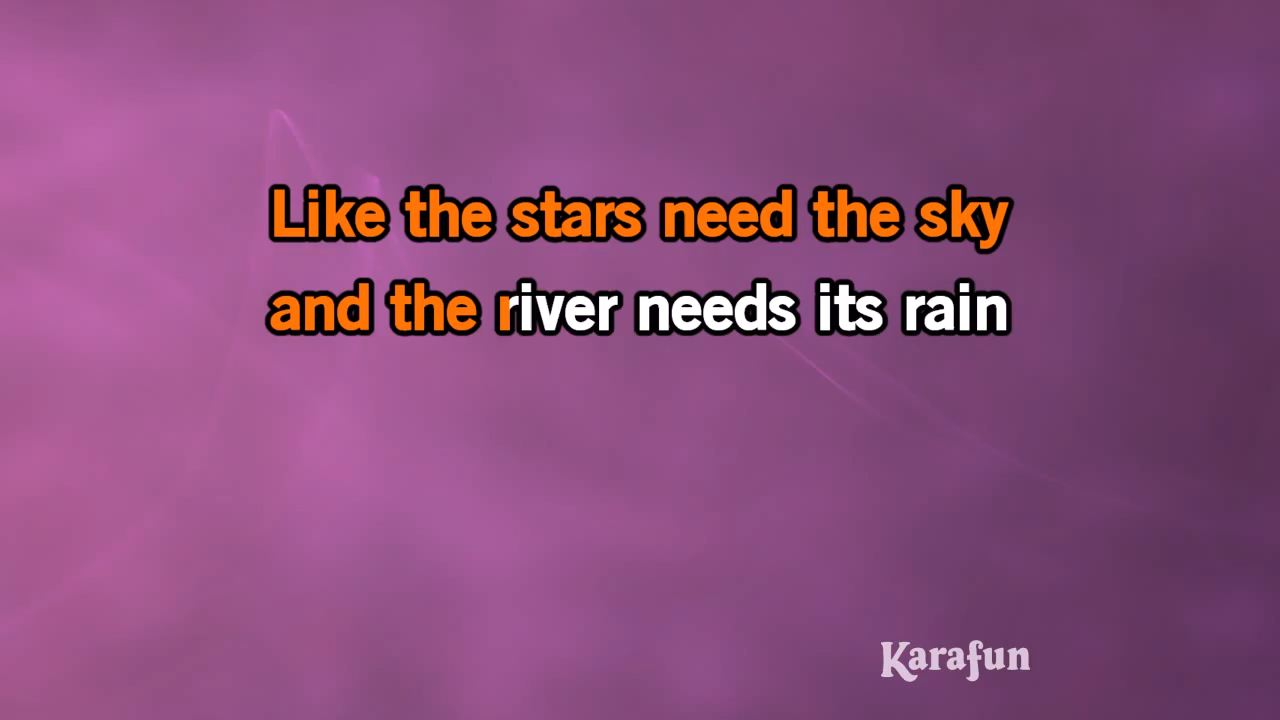 Like the stars need the sky
and the river needs its rain
Karafun